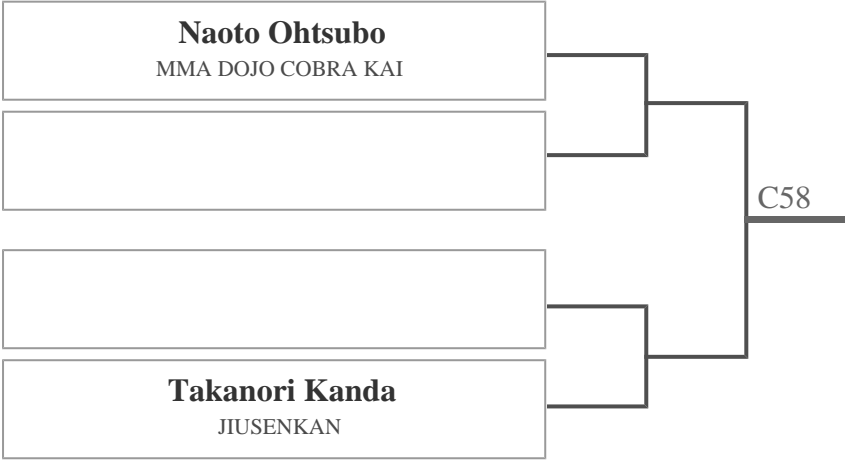 Naoto Ohtsubo
MMA DOJO COBRA KAI
C58
Takanori Kanda
JIUSENKAN